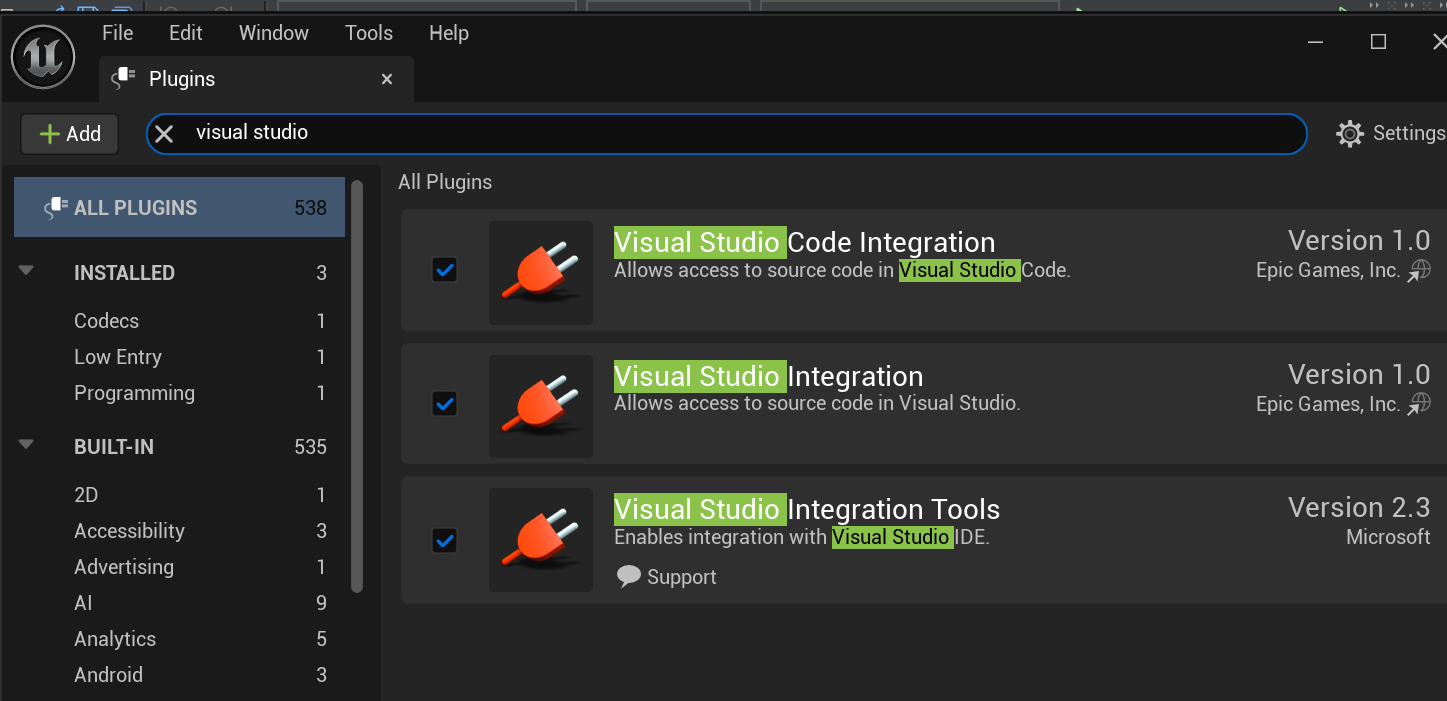 File Edit Window Tools Help
Plugins
Add
visual studio
Settings
ALL PLUGINS 538
INSTALLED 3
Codecs 1
Low Entry 1
Programming 1
BUILT-IN 535
2D 1
Accessibility 3
Advertising 1
AI 9
Analytics 5
Android 3
All Plugins
Visual Studio Code Integration
Version 1.0
Allows access to source code in Visual Studio Code.
Epic Games, Inc.
Visual Studio Integration
Version 1.0
Allows access to source code in Visual Studio.
Epic Games, Inc.
Visual Studio Integration Tools
Version 2.3
Enables integration with Visual Studio IDE.
Microsoft
Support